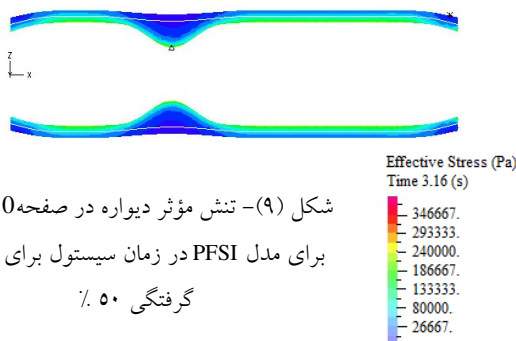 z
x
Effective Stress (Pa)
Time 3.16 (s)
346667.
293333.
240000.
186667.
133333.
80000.
26667.
شکل (۹)- تنش مؤثر دیواره در صفحه0
برای مدل PFSI در زمان سیستول برای
گرفتگی ۵۰ ٪